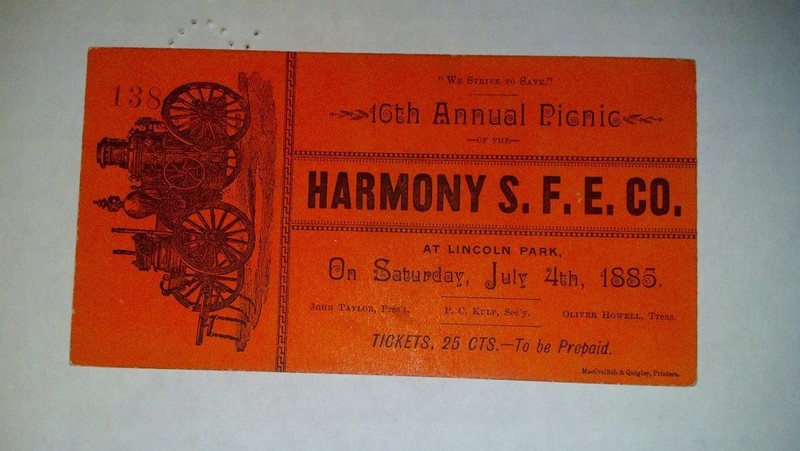 138
"We Strive to Save."
16th Annual Picnic
—OF THE—
HARMONY S. F. E. CO.
AT LINCOLN PARK,
On Saturday, July 4th, 1885.
John Taylor, Pres't. P. C. Kulp, Sec'y. Oliver Howell, Treas.
TICKETS, 25 CTS.—To be Prepaid.
MacCrellish & Quigley, Printers.